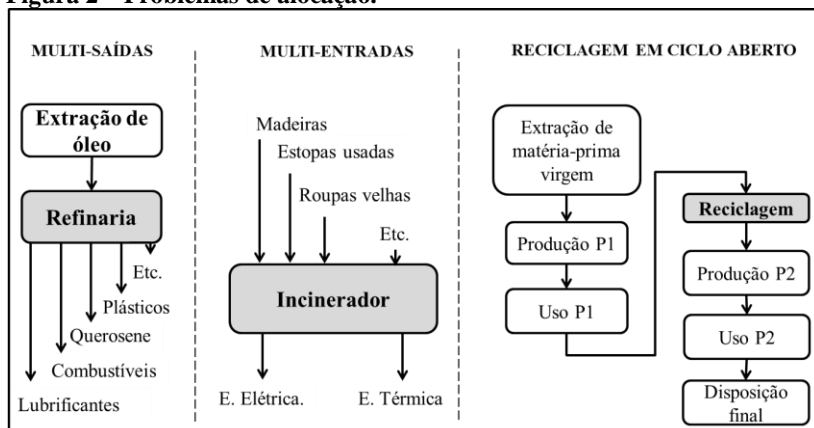 Figura 2 – Problemas de alocação.
MULTI-SAÍDAS
Extração de
óleo
Refinaria
Etc.
Plásticos
Querosene
Combustíveis
Lubrificantes
MULTI-ENTRADAS
Madeiras
Estopas usadas
Roupas velhas
Etc.
Incinerador
E. Elétrica.
E. Térmica
RECICLAGEM EM CICLO ABERTO
Extração de
matéria-prima
virgem
Produção P1
Uso P1
Reciclagem
Produção P2
Uso P2
Disposição
final